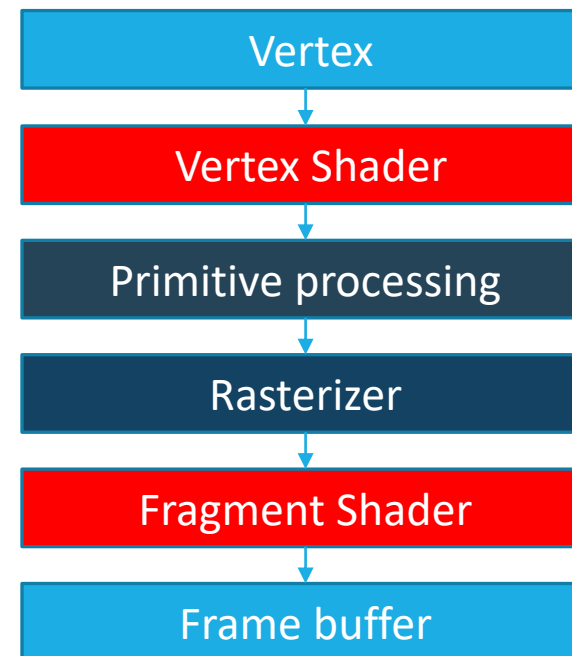 Vertex
Vertex Shader
Primitive processing
Rasterizer
Fragment Shader
Frame buffer